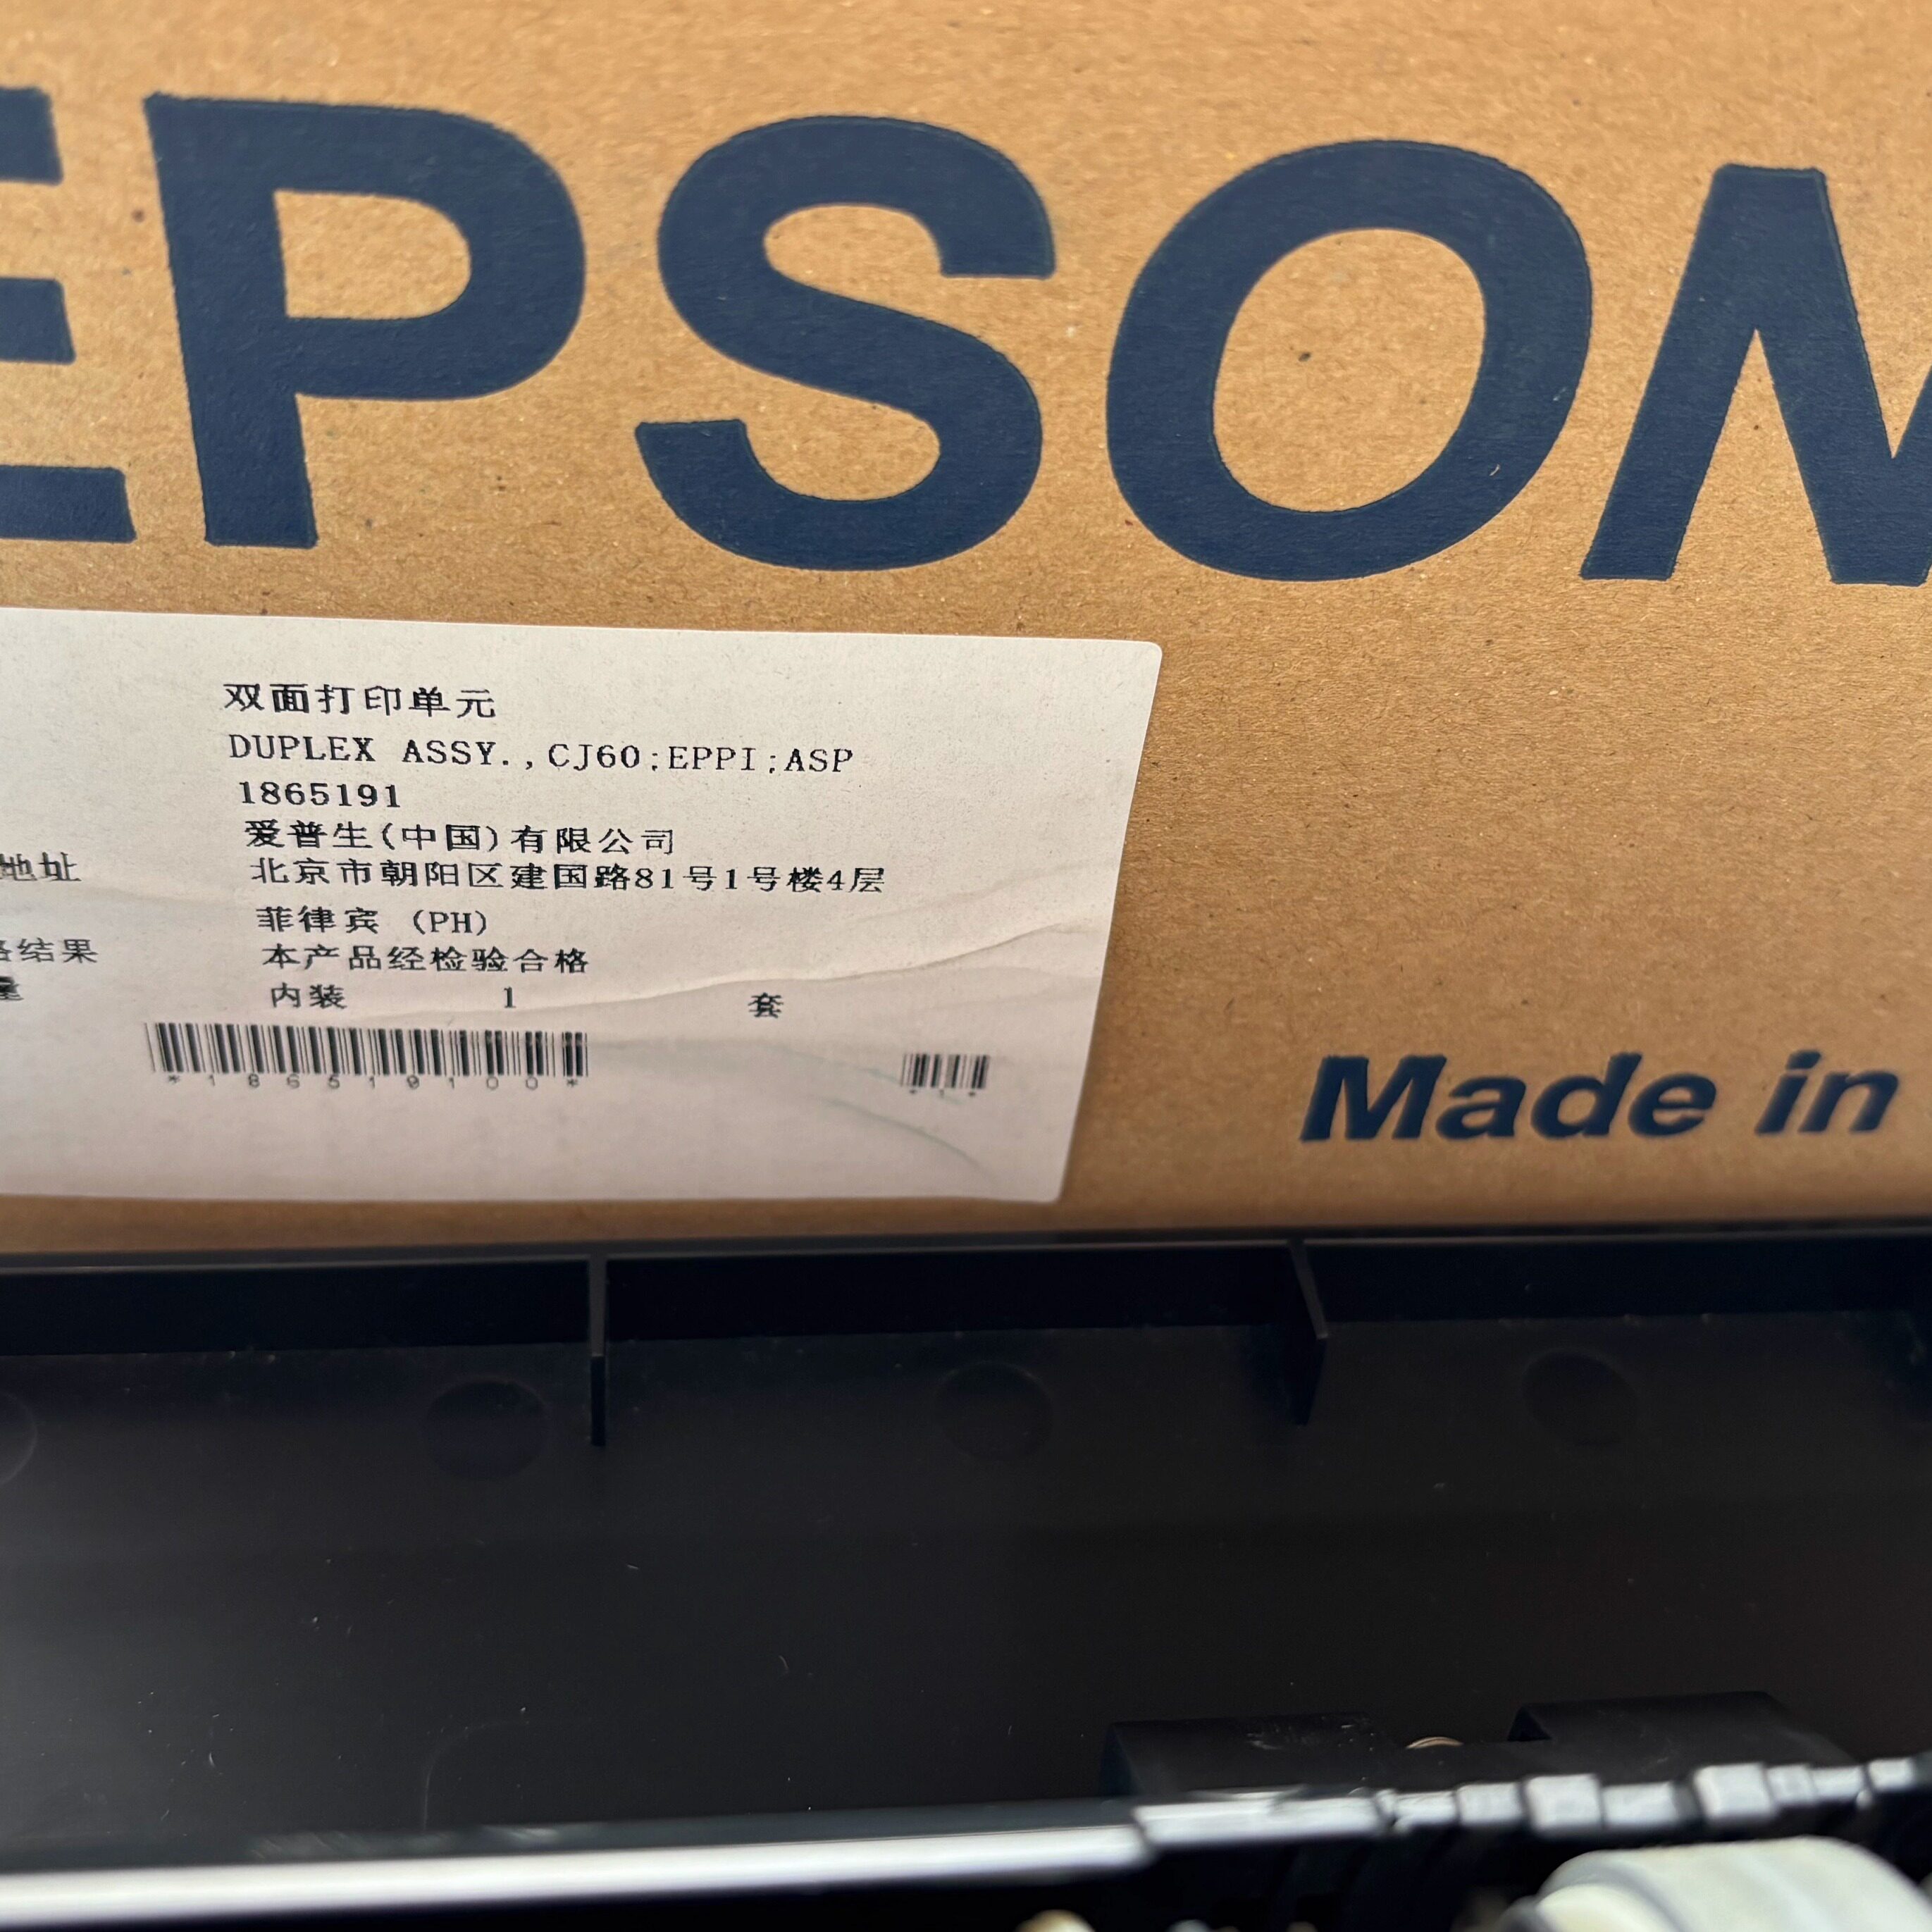 EPSON
双面打印单元
DUPLEX ASSY.,CJ60;EPPI;ASP
1865191
爱普生(中国)有限公司
地址 北京市朝阳区建国路81号1号楼4层
菲律宾 (PH)
结果 本产品经检验合格
量 内装 1 套
*186519100* *1*
Made in